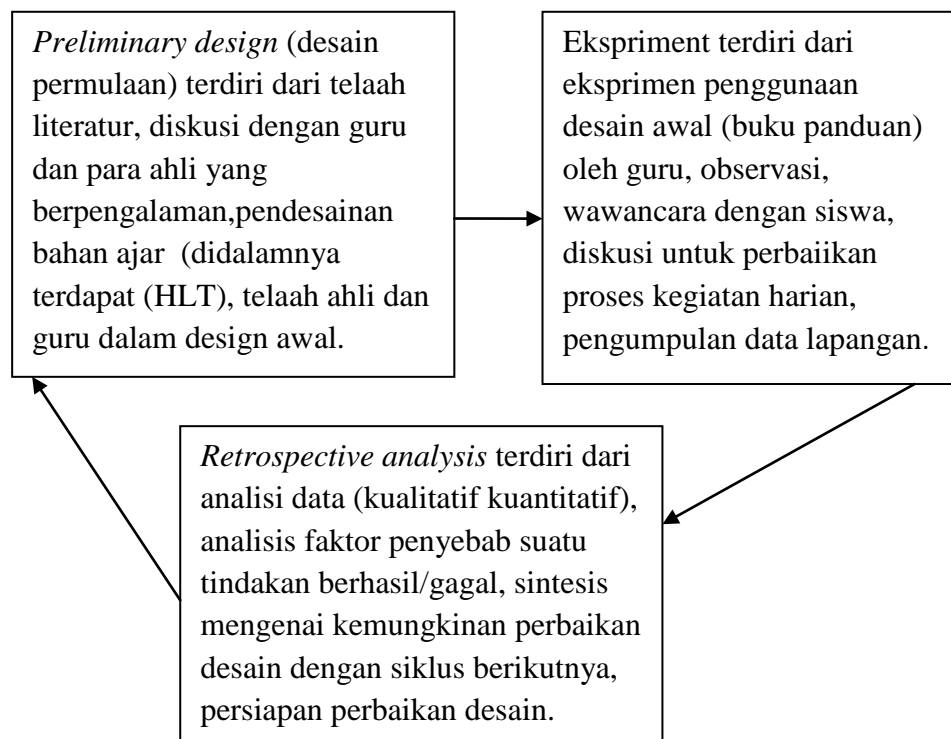 Preliminary design (desain
permulaan) terdiri dari telaah
literatur, diskusi dengan guru
dan para ahli yang
berpengalaman,pendesainan
bahan ajar (didalamnya
terdapat (HLT), telaah ahli dan
guru dalam design awal.
Ekspriment terdiri dari
eksprimen penggunaan
desain awal (buku panduan)
oleh guru, observasi,
wawancara dengan siswa,
diskusi untuk perbaiikan
proses kegiatan harian,
pengumpulan data lapangan.
Retrospective analysis terdiri dari
analisi data (kualitatif kuantitatif),
analisis faktor penyebab suatu
tindakan berhasil/gagal, sintesis
mengenai kemungkinan perbaikan
desain dengan siklus berikutnya,
persiapan perbaikan desain.